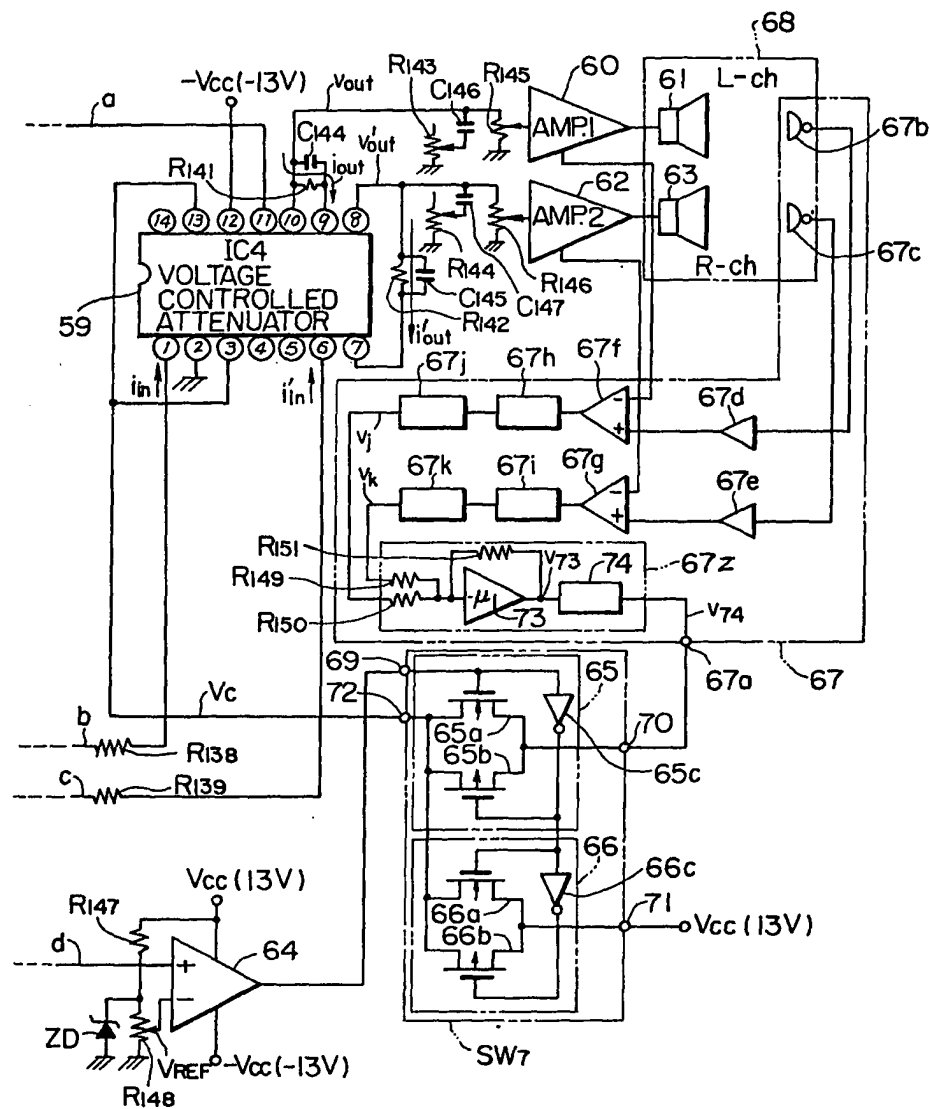 68
L-ch
R143
C146
R145
60
61
Vout
AMP.1
67b
-Vcc(-13V)
a
C144
iout
R141
V'out
62
63
AMP.2
67c
R-ch
14 13 12 11 10 9 8
IC4
VOLTAGE
CONTROLLED
ATTENUATOR
59
1 2 3 4 5 6 7
R144
R146
C147
C145
R142
i'out
iin
i'in
67j
67h
67f
-
+
67d
vj
vk
67k
67i
67g
-
+
67e
R151
R149
R150
-μ
73
V73
74
67z
V74
67a
67
69
72
Vc
65
65a
65b
65c
70
b
R138
c
R139
66
66a
66b
66c
71
Vcc(13V)
SW7
Vcc(13V)
R147
d
+
-
64
ZD
VREF
-Vcc(-13V)
R148